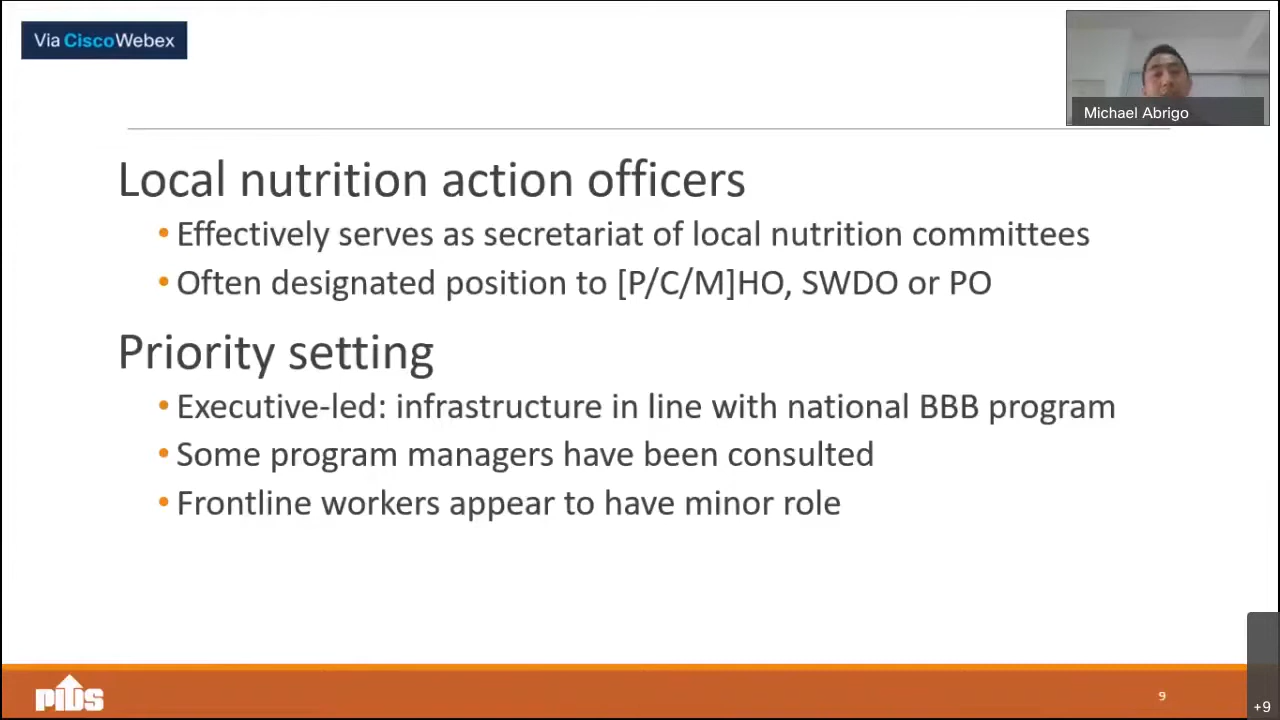 Via CiscoWebex
Michael Abrigo
Local nutrition action officers
• Effectively serves as secretariat of local nutrition committees
• Often designated position to [P/C/M]HO, SWDO or PO
Priority setting
• Executive-led: infrastructure in line with national BBB program
• Some program managers have been consulted
• Frontline workers appear to have minor role
PIDS
9
+9